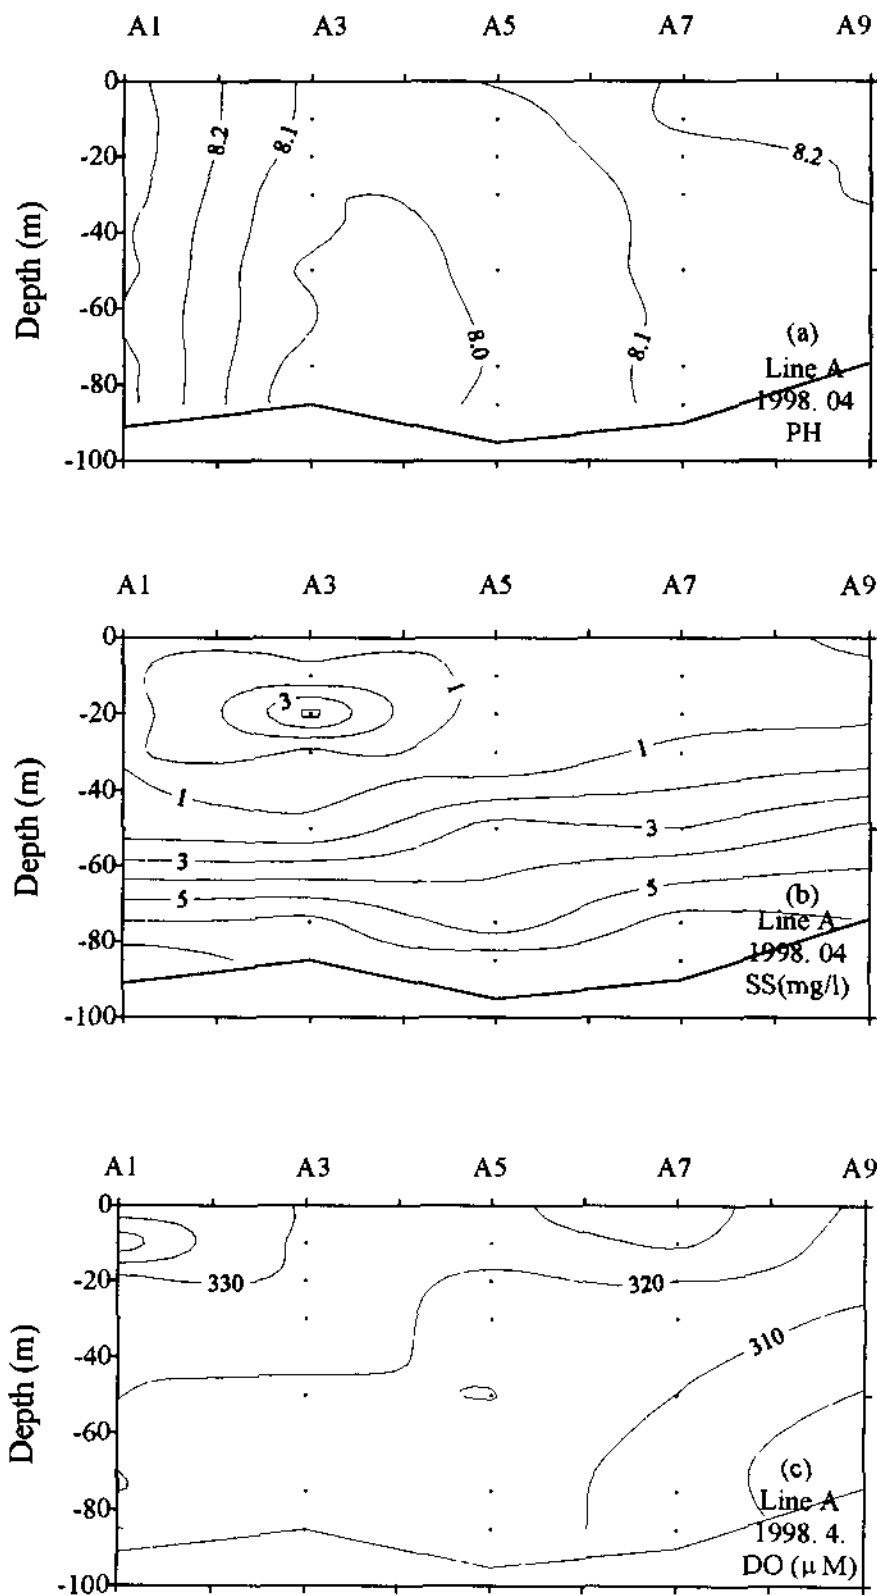 A1 A3 A5 A7 A9
0
-20
-40
-60
-80
-100
Depth (m)
8.2
8.1
8.2
8.0
8.1
(a)
Line A
1998. 04
PH
A1 A3 A5 A7 A9
0
-20
-40
-60
-80
-100
Depth (m)
3
1
1
1
3
3
5
5
(b)
Line A
1998. 04
SS(mg/l)
A1 A3 A5 A7 A9
0
-20
-40
-60
-80
-100
Depth (m)
330
320
310
(c)
Line A
1998. 4.
DO (μ M)